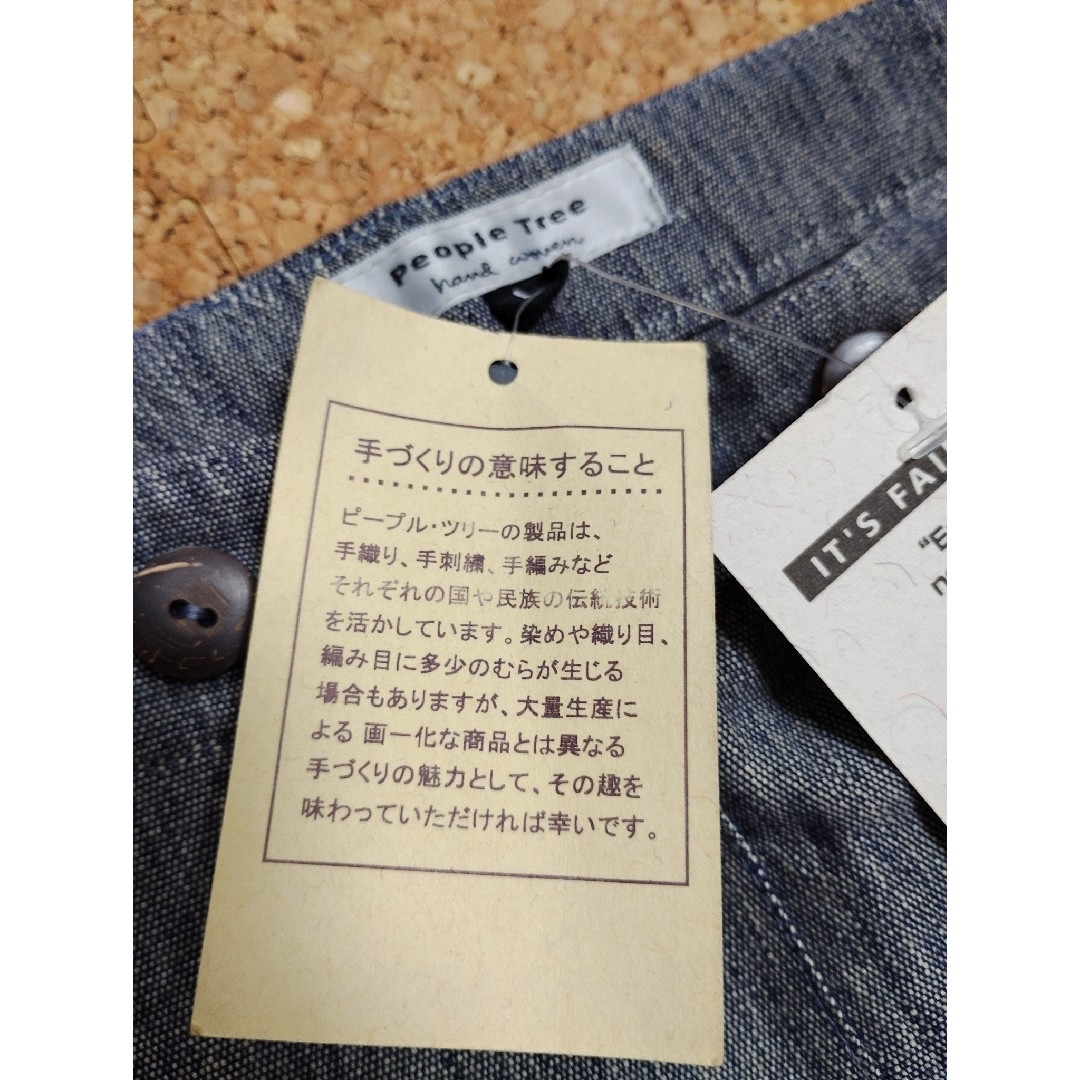 People Tree
hand woven
手づくりの意味すること
ピープル・ツリーの製品は、
手織り、手刺繍、手編みなど
それぞれの国や民族の伝統技術
を活かしています。染めや織り目、
編み目に多少のむらが生じる
場合もありますが、大量生産に
よる画一化な商品とは異なる
手づくりの魅力として、その趣を
味わっていただければ幸いです。
IT'S FAI
"E